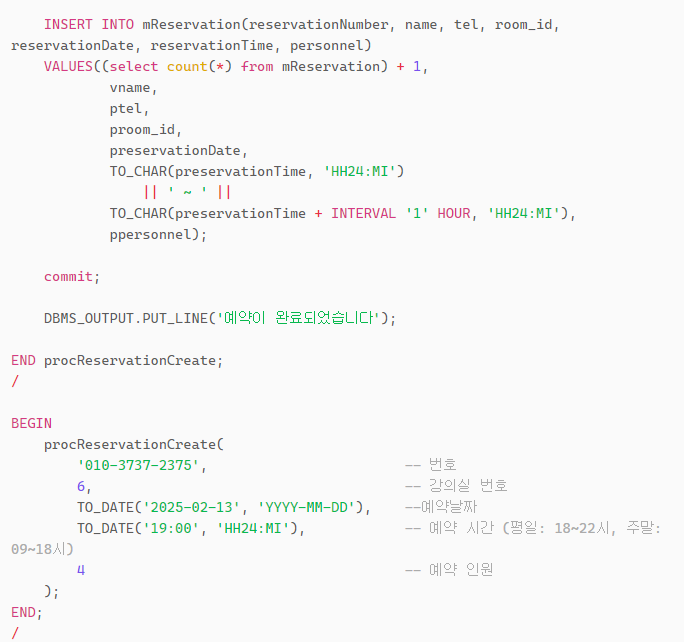 INSERT INTO mReservation(reservationNumber, name, tel, room_id,
reservationDate, reservationTime, personnel)
VALUES((select count(*) from mReservation) + 1,
vname,
ptel,
proom_id,
preservationDate,
TO_CHAR(preservationTime, 'HH24:MI')
|| ' ~ ' ||
TO_CHAR(preservationTime + INTERVAL '1' HOUR, 'HH24:MI'),
ppersonnel);
commit;
DBMS_OUTPUT.PUT_LINE('예약이 완료되었습니다');
END procReservationCreate;
/
BEGIN
procReservationCreate(
'010-3737-2375', -- 번호
6, -- 강의실 번호
TO_DATE('2025-02-13', 'YYYY-MM-DD'), --예약날짜
TO_DATE('19:00', 'HH24:MI'), -- 예약 시간 (평일: 18~22시, 주말:
09~18시)
4 -- 예약 인원
);
END;
/